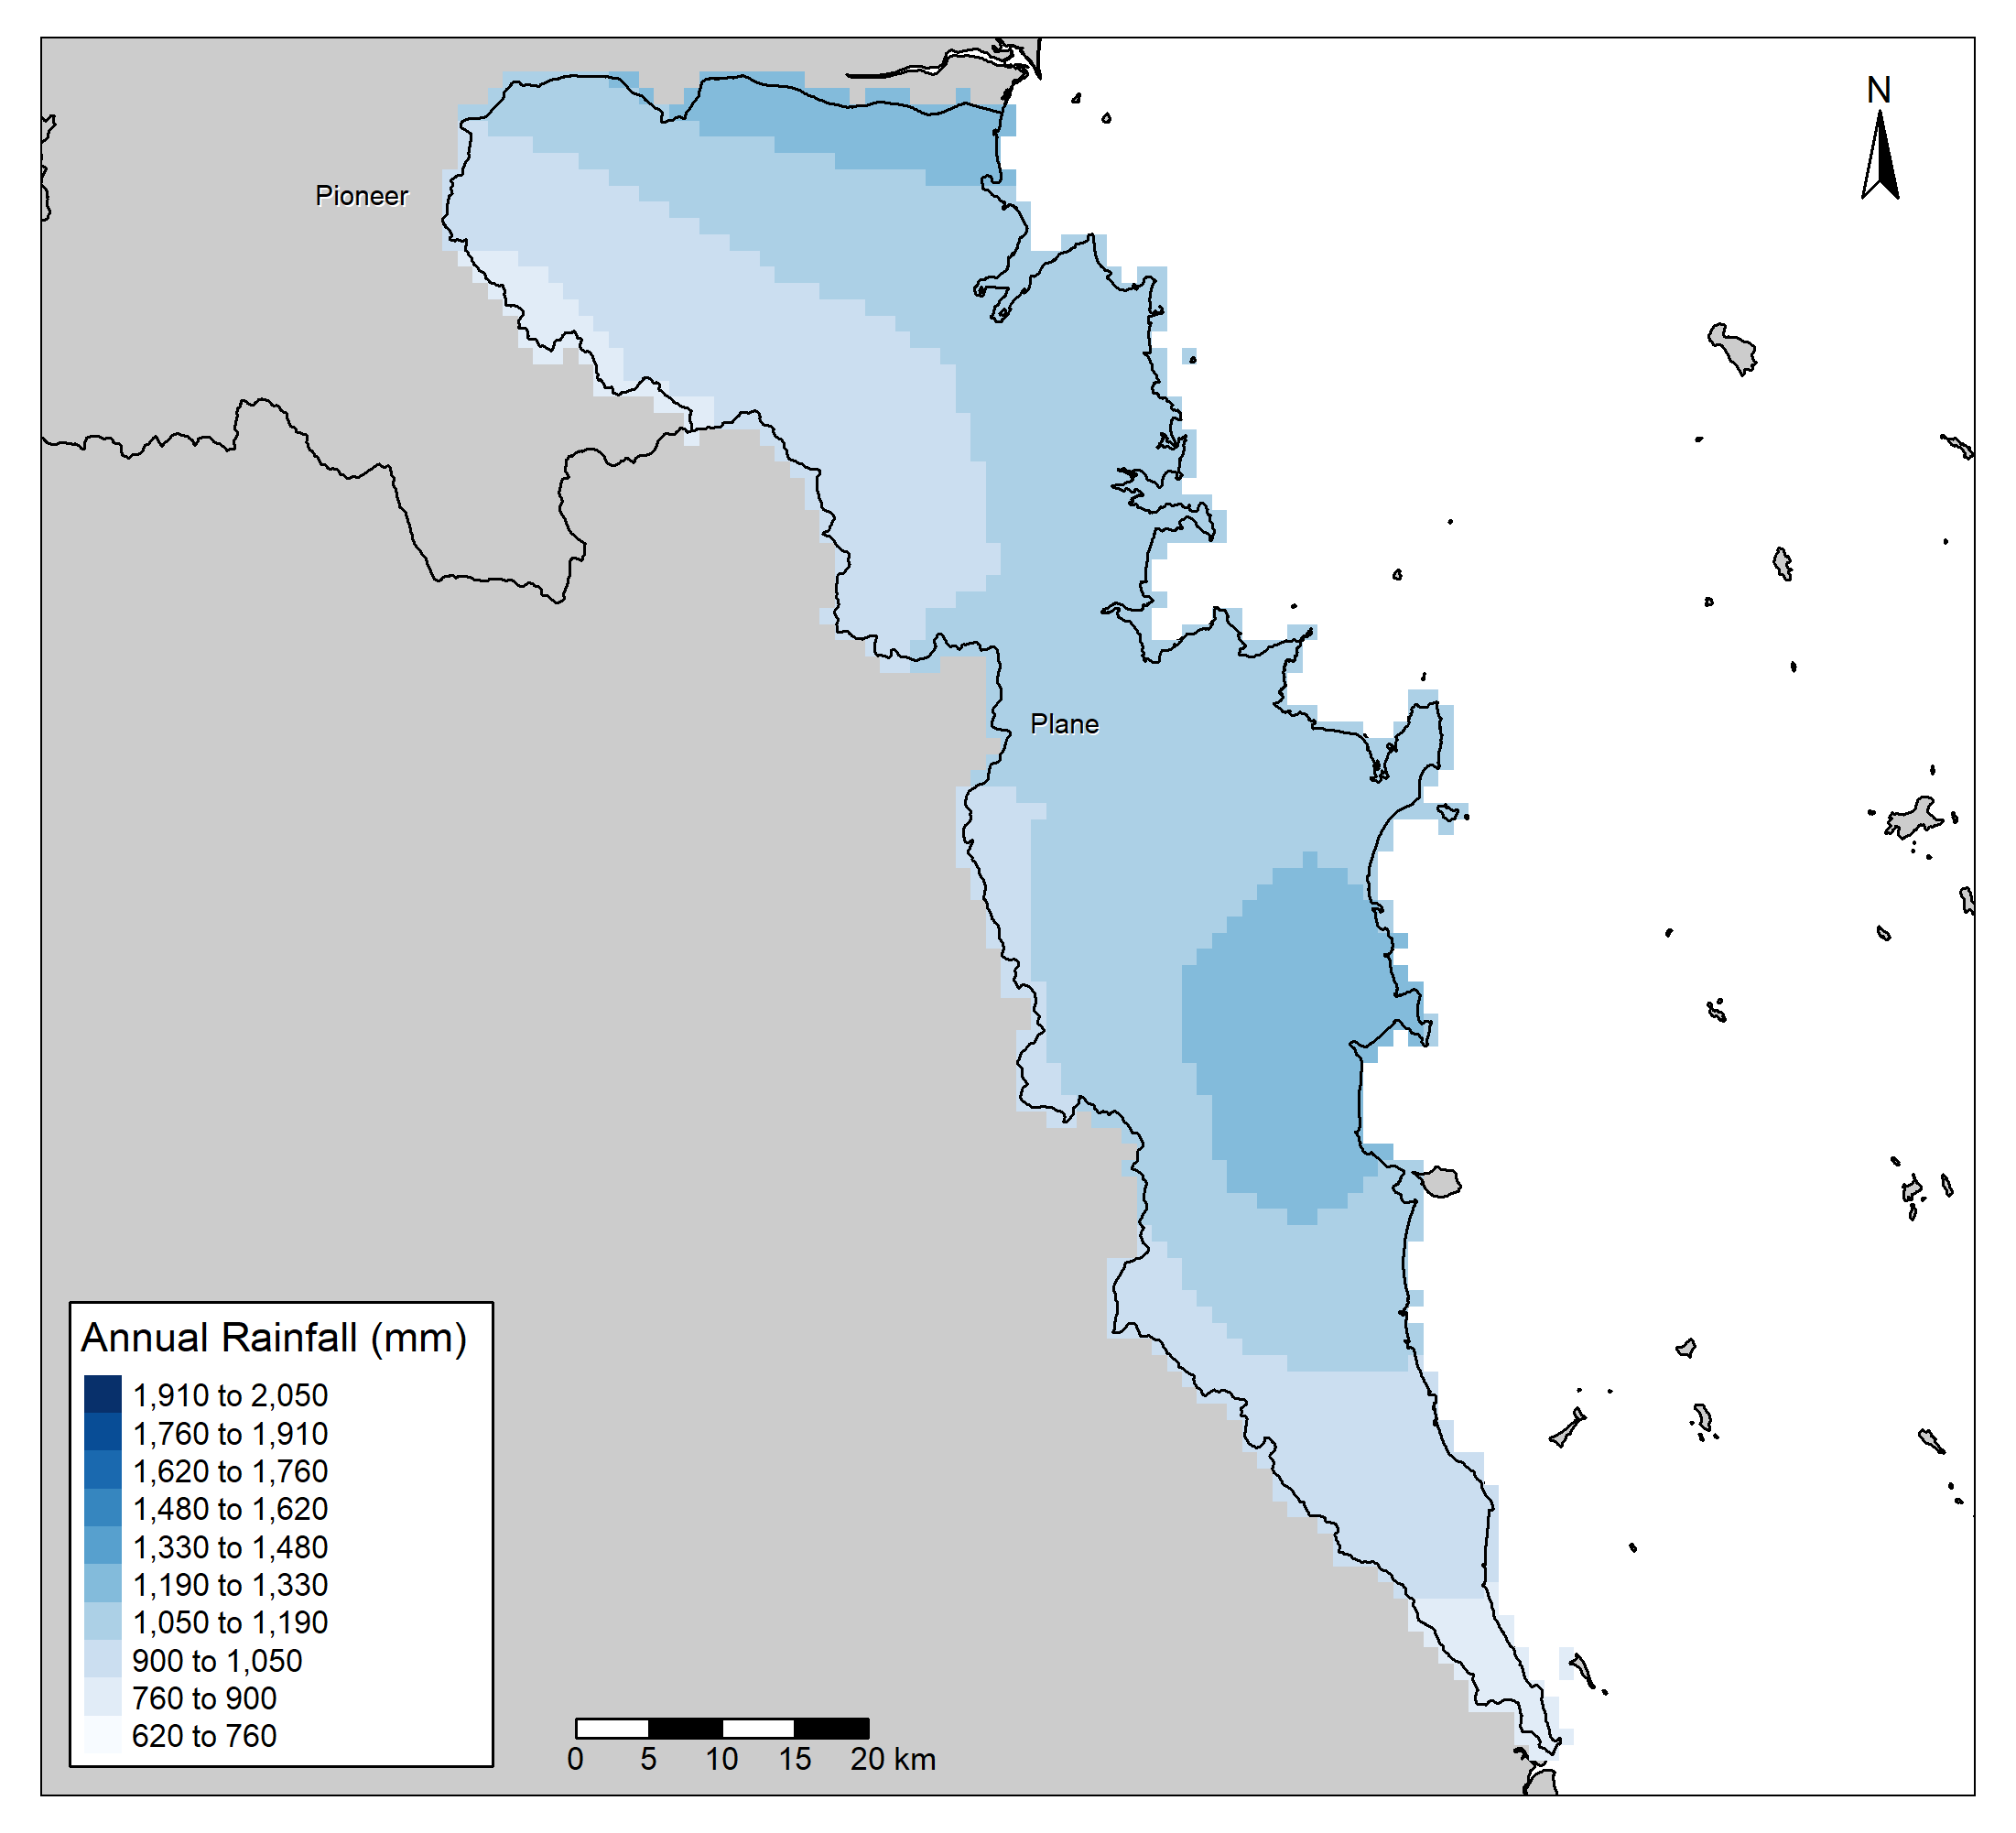 N
Pioneer
Plane
Annual Rainfall (mm)
1,910 to 2,050
1,760 to 1,910
1,620 to 1,760
1,480 to 1,620
1,330 to 1,480
1,190 to 1,330
1,050 to 1,190
900 to 1,050
760 to 900
620 to 760
0 5 10 15 20 km